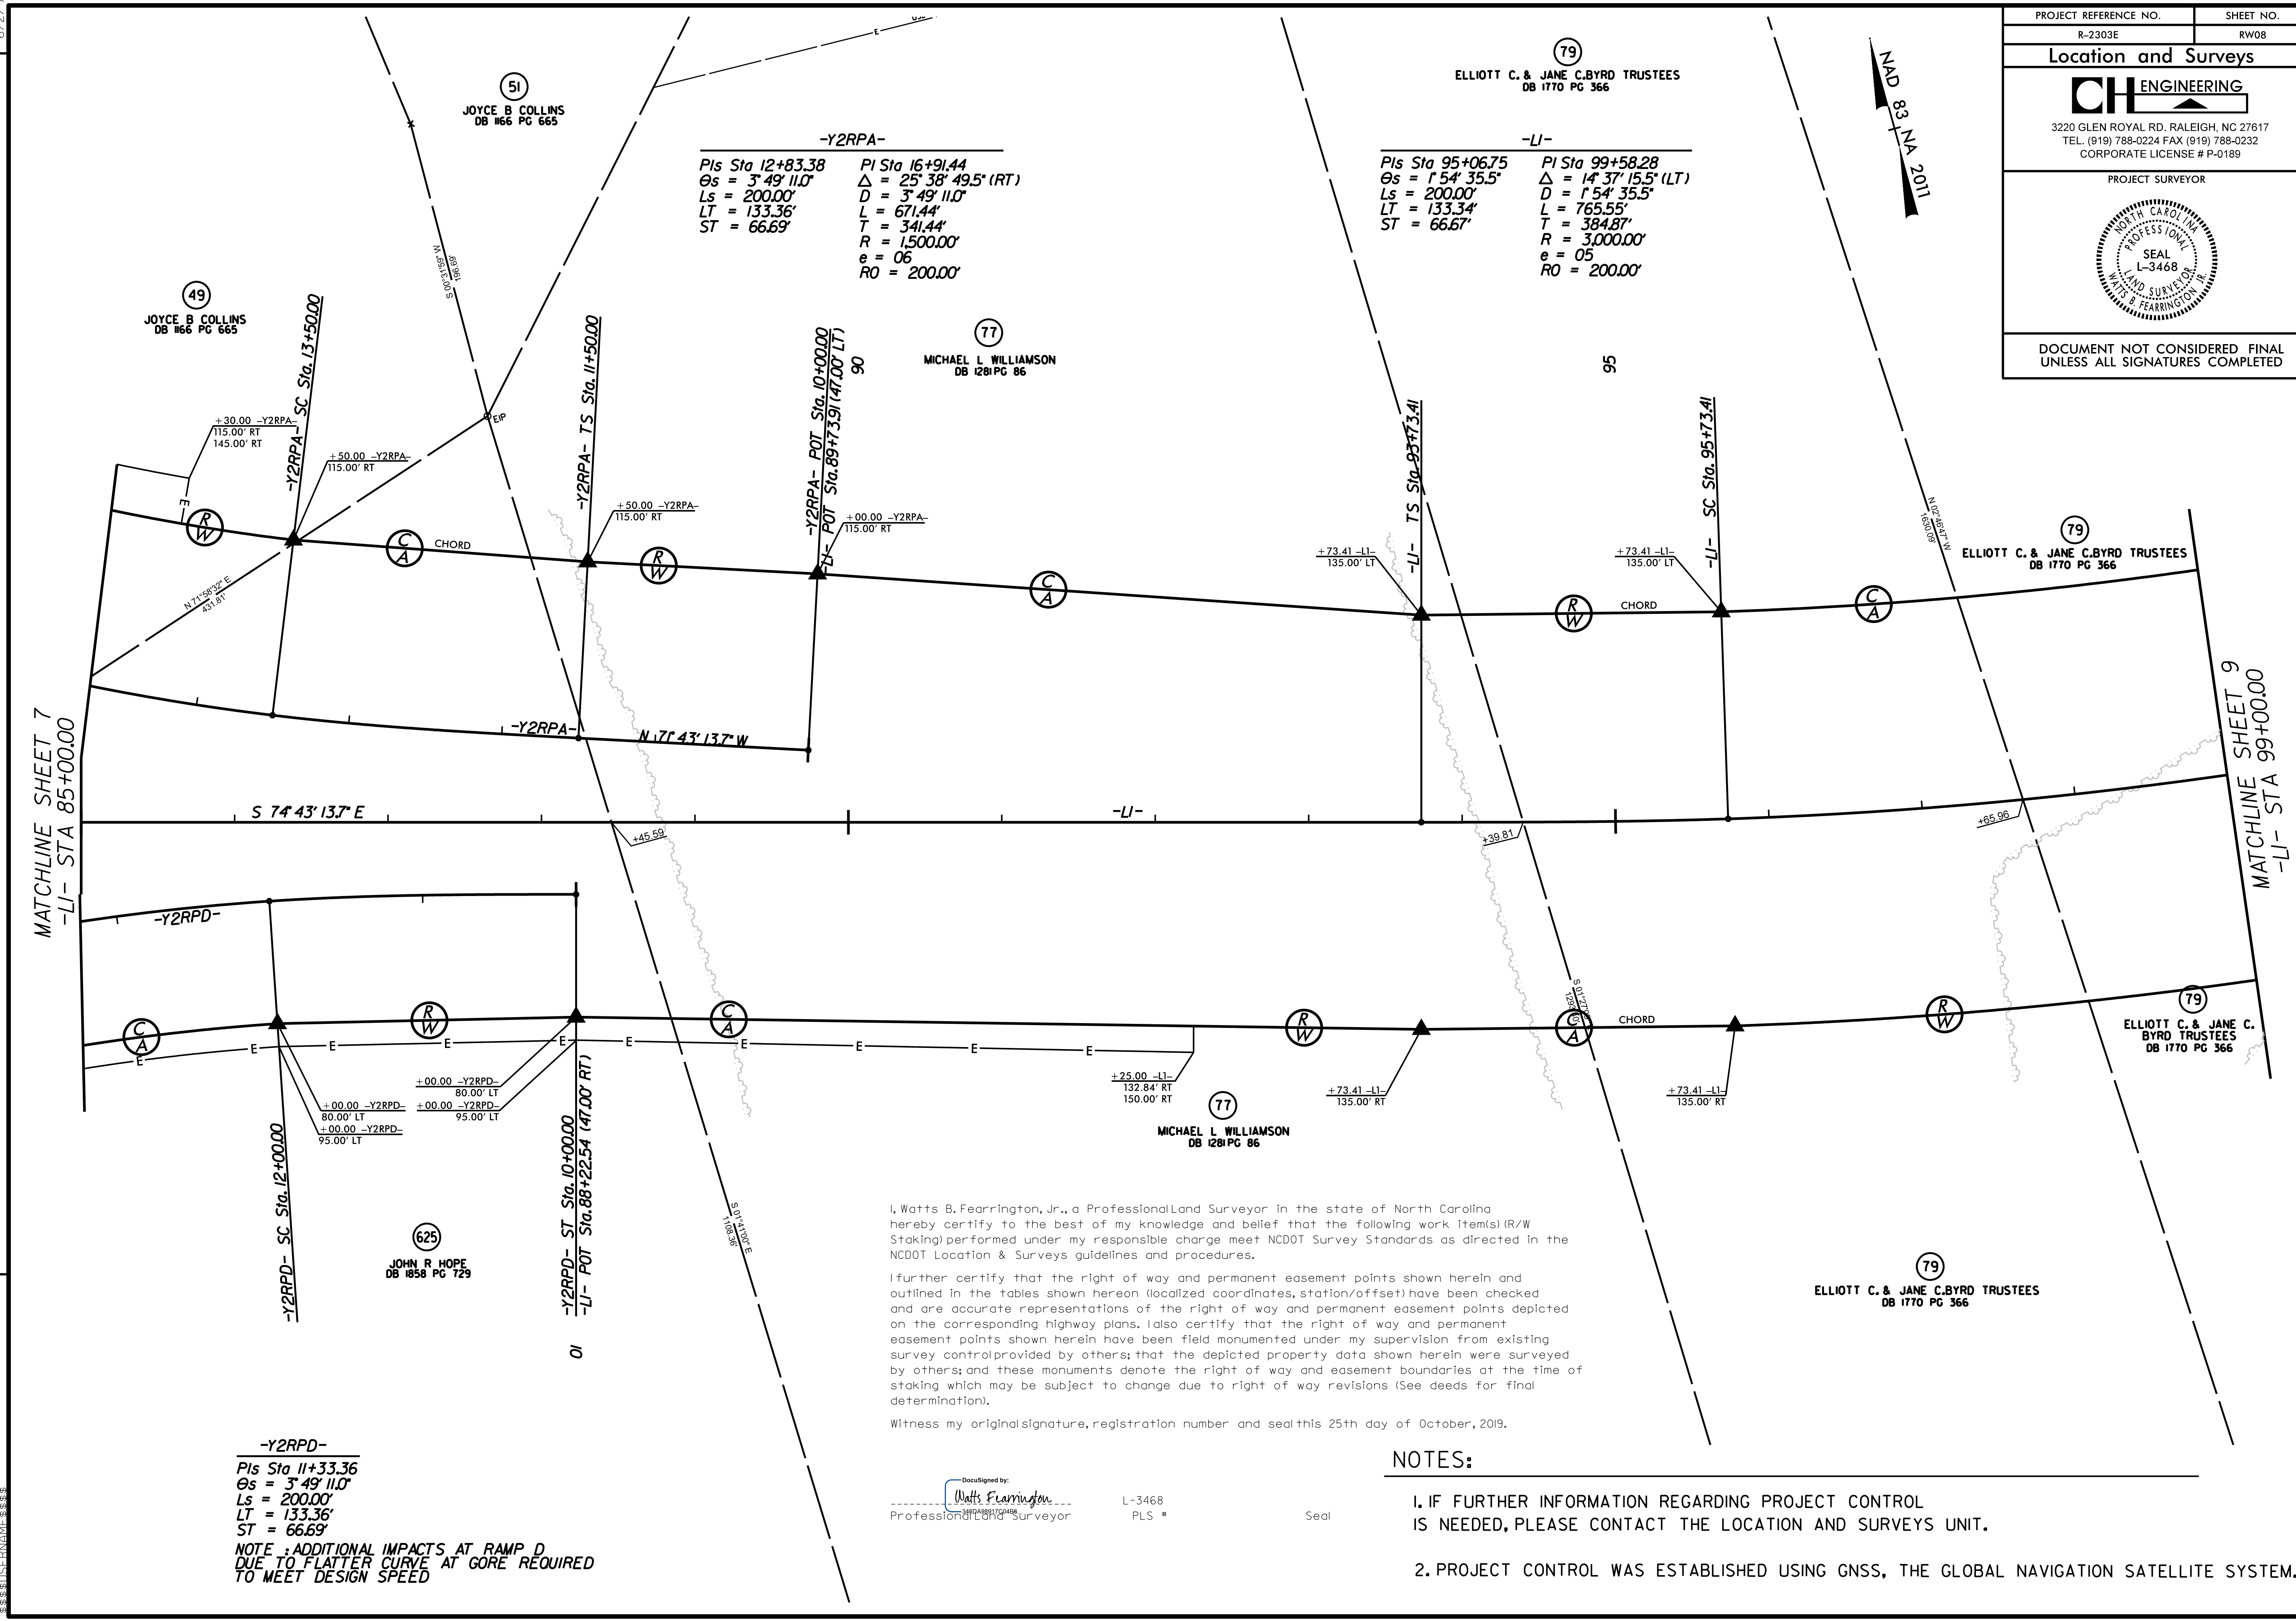 PROJECT REFERENCE NO.
SHEET NO.
R-2303E
RW08
Location and Surveys
CH ENGINEERING
3220 GLEN ROYAL RD. RALEIGH, NC 27617
TEL. (919) 788-0224 FAX (919) 788-0232
CORPORATE LICENSE # P-0189
PROJECT SURVEYOR
NORTH CAROLINA
PROFESSIONAL
SEAL
L-3468
LAND SURVEYOR
WATTS B. FEARRINGTON JR.
DOCUMENT NOT CONSIDERED FINAL
UNLESS ALL SIGNATURES COMPLETED
NAD 83 NA 2011
51
JOYCE B COLLINS
DB 1166 PG 665
E
79
ELLIOTT C. & JANE C.BYRD TRUSTEES
DB 1770 PG 366
-Y2RPA-
PIs Sta 12+83.38
θs = 3° 49' 11.0"
Ls = 200.00'
LT = 133.36'
ST = 66.69'
PI Sta 16+91.44
Δ = 25° 38' 49.5" (RT)
D = 3° 49' 11.0"
L = 671.44'
T = 341.44'
R = 1,500.00'
e = 06
RO = 200.00'
-L1-
PIs Sta 95+06.75
θs = 1° 54' 35.5"
Ls = 200.00'
LT = 133.34'
ST = 66.67'
PI Sta 99+58.28
Δ = 14° 37' 15.5" (LT)
D = 1° 54' 35.5"
L = 765.55'
T = 384.87'
R = 3,000.00'
e = 05
RO = 200.00'
S 00°31'59" W
196.69'
49
JOYCE B COLLINS
DB 1166 PG 665
-Y2RPA- SC Sta. 13+50.00
-Y2RPA- TS Sta. 11+50.00
-Y2RPA- POT Sta. 10+00.00
-L1- POT Sta.89+73.91 (47.00' LT)
90
77
MICHAEL L WILLIAMSON
DB 1281 PG 86
95
-L1- TS Sta. 93+73.41
-L1- SC Sta. 95+73.41
EIP
+30.00 -Y2RPA-
115.00' RT
145.00' RT
+50.00 -Y2RPA-
115.00' RT
+50.00 -Y2RPA-
115.00' RT
+00.00 -Y2RPA-
115.00' RT
+73.41 -L1-
135.00' LT
+73.41 -L1-
135.00' LT
N 02°46'47" W
1630.09'
79
ELLIOTT C. & JANE C.BYRD TRUSTEES
DB 1770 PG 366
E
R W
C A
CHORD
R W
C A
R W
CHORD
C A
N 71°58'32" E
431.81'
-Y2RPA-
N 71° 43' 13.7" W
MATCHLINE SHEET 7
-L1- STA 85+00.00
MATCHLINE SHEET 9
-L1- STA 99+00.00
S 74° 43' 13.7" E
-L1-
+45.59
+39.81
+65.96
-Y2RPD-
C A
R W
C A
R W
C A
CHORD
R W
E E E E E E E E E E
79
ELLIOTT C. & JANE C.
BYRD TRUSTEES
DB 1770 PG 366
+00.00 -Y2RPD-
80.00' LT
+00.00 -Y2RPD-
95.00' LT
+00.00 -Y2RPD-
80.00' LT
+00.00 -Y2RPD-
95.00' LT
+25.00 -L1-
132.84' RT
150.00' RT
+73.41 -L1-
135.00' RT
+73.41 -L1-
135.00' RT
77
MICHAEL L WILLIAMSON
DB 1281 PG 86
-Y2RPD- SC Sta. 12+00.00
-Y2RPD- ST Sta. 10+00.00
-L1- POT Sta.88+22.54 (47.00' RT)
10
S 01°41'00" E
1108.36'
625
JOHN R HOPE
DB 1858 PG 729
79
ELLIOTT C. & JANE C.BYRD TRUSTEES
DB 1770 PG 366
I, Watts B. Fearrington, Jr., a Professional Land Surveyor in the state of North Carolina
hereby certify to the best of my knowledge and belief that the following work item(s) (R/W
Staking) performed under my responsible charge meet NCDOT Survey Standards as directed in the
NCDOT Location & Surveys guidelines and procedures.
I further certify that the right of way and permanent easement points shown herein and
outlined in the tables shown hereon (localized coordinates, station/offset) have been checked
and are accurate representations of the right of way and permanent easement points depicted
on the corresponding highway plans. I also certify that the right of way and permanent
easement points shown herein have been field monumented under my supervision from existing
survey control provided by others; that the depicted property data shown herein were surveyed
by others; and these monuments denote the right of way and easement boundaries at the time of
staking which may be subject to change due to right of way revisions (See deeds for final
determination).
Witness my original signature, registration number and seal this 25th day of October, 2019.
DocuSigned by:
Watts Fearrington
L-3468
Professional Land Surveyor
PLS #
Seal
-Y2RPD-
PIs Sta 11+33.36
θs = 3° 49' 11.0"
Ls = 200.00'
LT = 133.36'
ST = 66.69'
NOTE : ADDITIONAL IMPACTS AT RAMP D
DUE TO FLATTER CURVE AT GORE REQUIRED
TO MEET DESIGN SPEED
NOTES:
1. IF FURTHER INFORMATION REGARDING PROJECT CONTROL
IS NEEDED, PLEASE CONTACT THE LOCATION AND SURVEYS UNIT.
2. PROJECT CONTROL WAS ESTABLISHED USING GNSS, THE GLOBAL NAVIGATION SATELLITE SYSTEM.